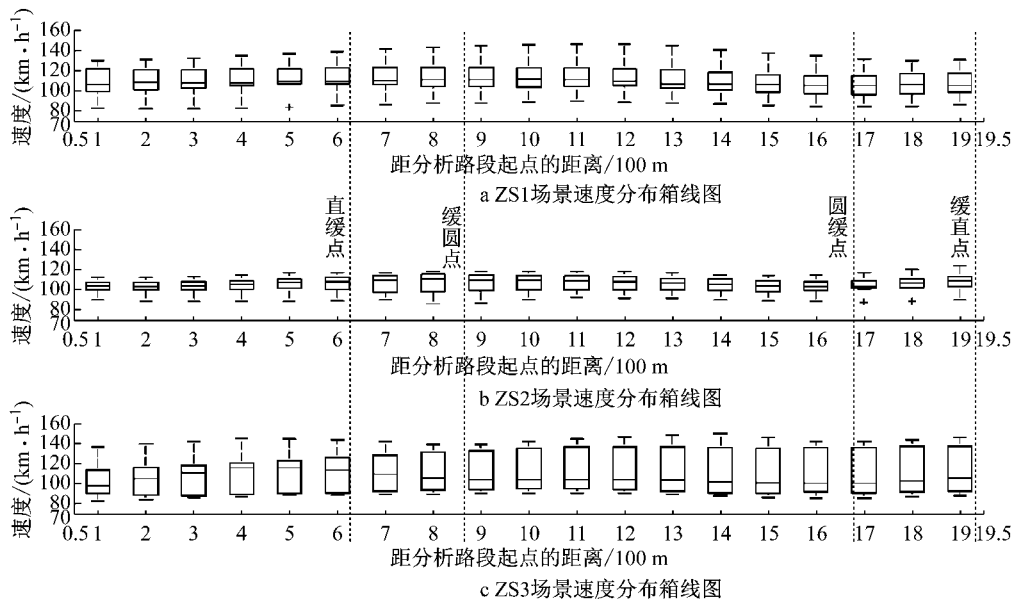 速度/(km·h⁻¹)
160
140
120
100
80
70
0.5 1 2 3 4 5 6 7 8 9 10 11 12 13 14 15 16 17 18 19 19.5
距分析路段起点的距离/100 m
a ZS1场景速度分布箱线图
直缓点
缓圆点
圆缓点
缓直点
速度/(km·h⁻¹)
160
140
120
100
80
70
0.5 1 2 3 4 5 6 7 8 9 10 11 12 13 14 15 16 17 18 19 19.5
距分析路段起点的距离/100 m
b ZS2场景速度分布箱线图
速度/(km·h⁻¹)
160
140
120
100
80
70
0.5 1 2 3 4 5 6 7 8 9 10 11 12 13 14 15 16 17 18 19 19.5
距分析路段起点的距离/100 m
c ZS3场景速度分布箱线图